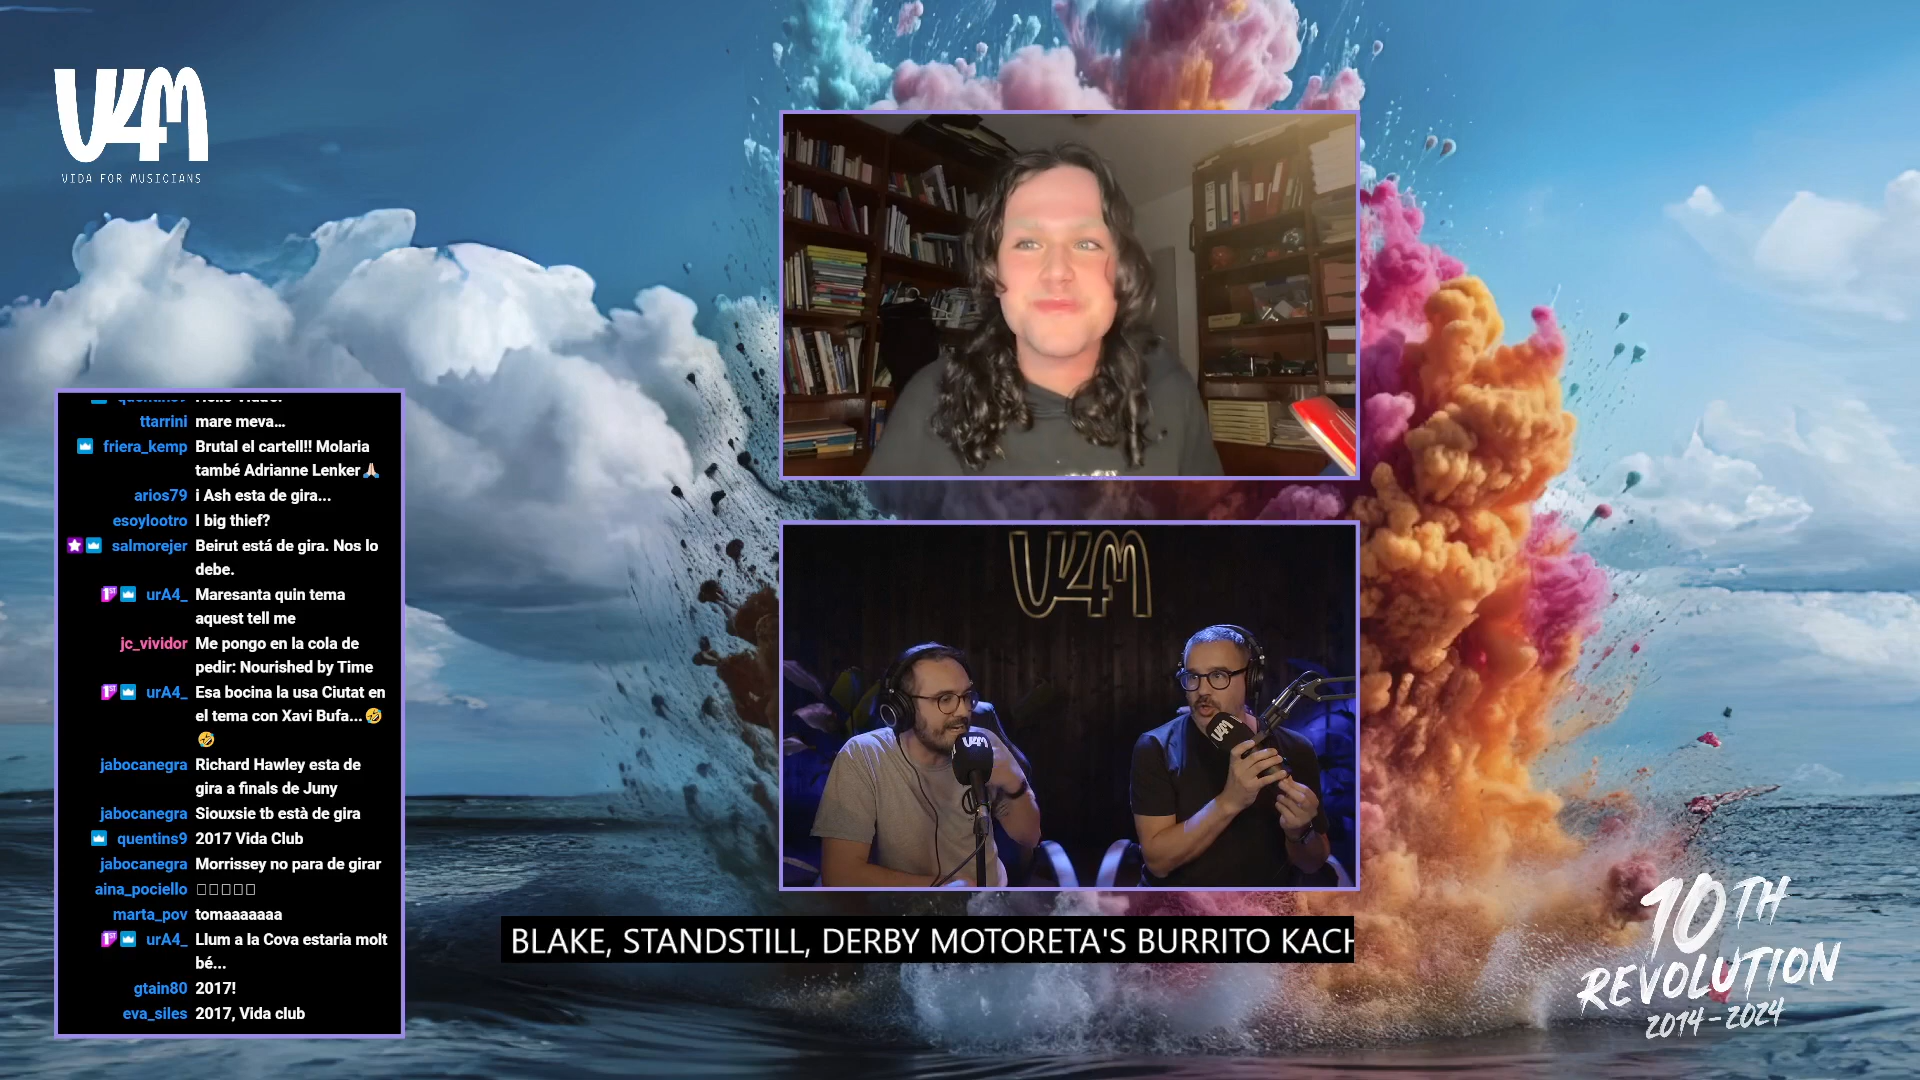 V4M
VIDA FOR MUSICIANS
ttarrini mare meva...
friera_kemp Brutal el cartell!! Molaria
també Adrianne Lenker🙏🏻
arios79 i Ash esta de gira...
esoylootro I big thief?
salmorejer Beirut está de gira. Nos lo
debe.
urA4_ Maresanta quin tema
aquest tell me
jc_vividor Me pongo en la cola de
pedir: Nourished by Time
urA4_ Esa bocina la usa Ciutat en
el tema con Xavi Bufa...🤣
🤣
jabocanegra Richard Hawley esta de
gira a finals de Juny
jabocanegra Siouxsie tb està de gira
quentins9 2017 Vida Club
jabocanegra Morrissey no para de girar
aina_pociello
marta_pov tomaaaaaaa
urA4_ Llum a la Cova estaria molt
bé...
gtain80 2017!
eva_siles 2017, Vida club
V4M
V4M
V4M
BLAKE, STANDSTILL, DERBY MOTORETA'S BURRITO KACH
10TH
REVOLUTION
2014-2024